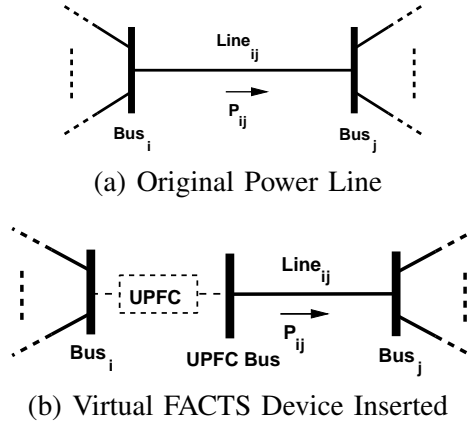 Line_ij
P_ij
Bus_i
Bus_j
(a) Original Power Line
Line_ij
UPFC
P_ij
Bus_i
UPFC Bus
Bus_j
(b) Virtual FACTS Device Inserted